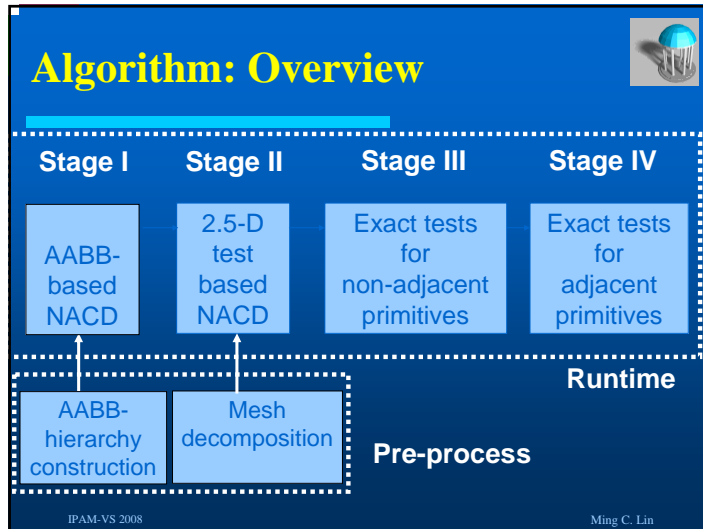 Algorithm: Overview
Stage I
Stage II
Stage III
Stage IV
AABB-
based
NACD
2.5-D
test
based
NACD
Exact tests
for
non-adjacent
primitives
Exact tests
for
adjacent
primitives
Runtime
AABB-
hierarchy
construction
Mesh
decomposition
Pre-process
IPAM-VS 2008
Ming C. Lin